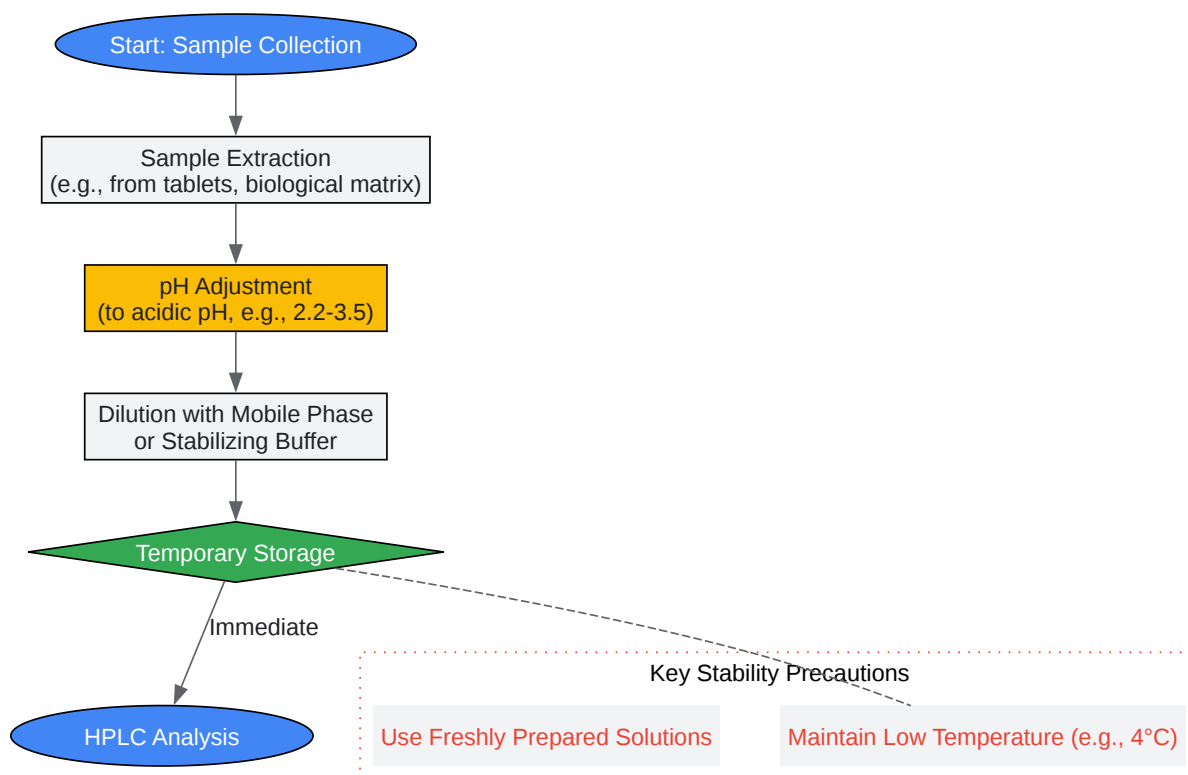 Start: Sample Collection
Sample Extraction
(e.g., from tablets, biological matrix)
pH Adjustment
(to acidic pH, e.g., 2.2-3.5)
Dilution with Mobile Phase
or Stabilizing Buffer
Temporary Storage
Immediate
Key Stability Precautions
HPLC Analysis
Use Freshly Prepared Solutions
Maintain Low Temperature (e.g., 4°C)